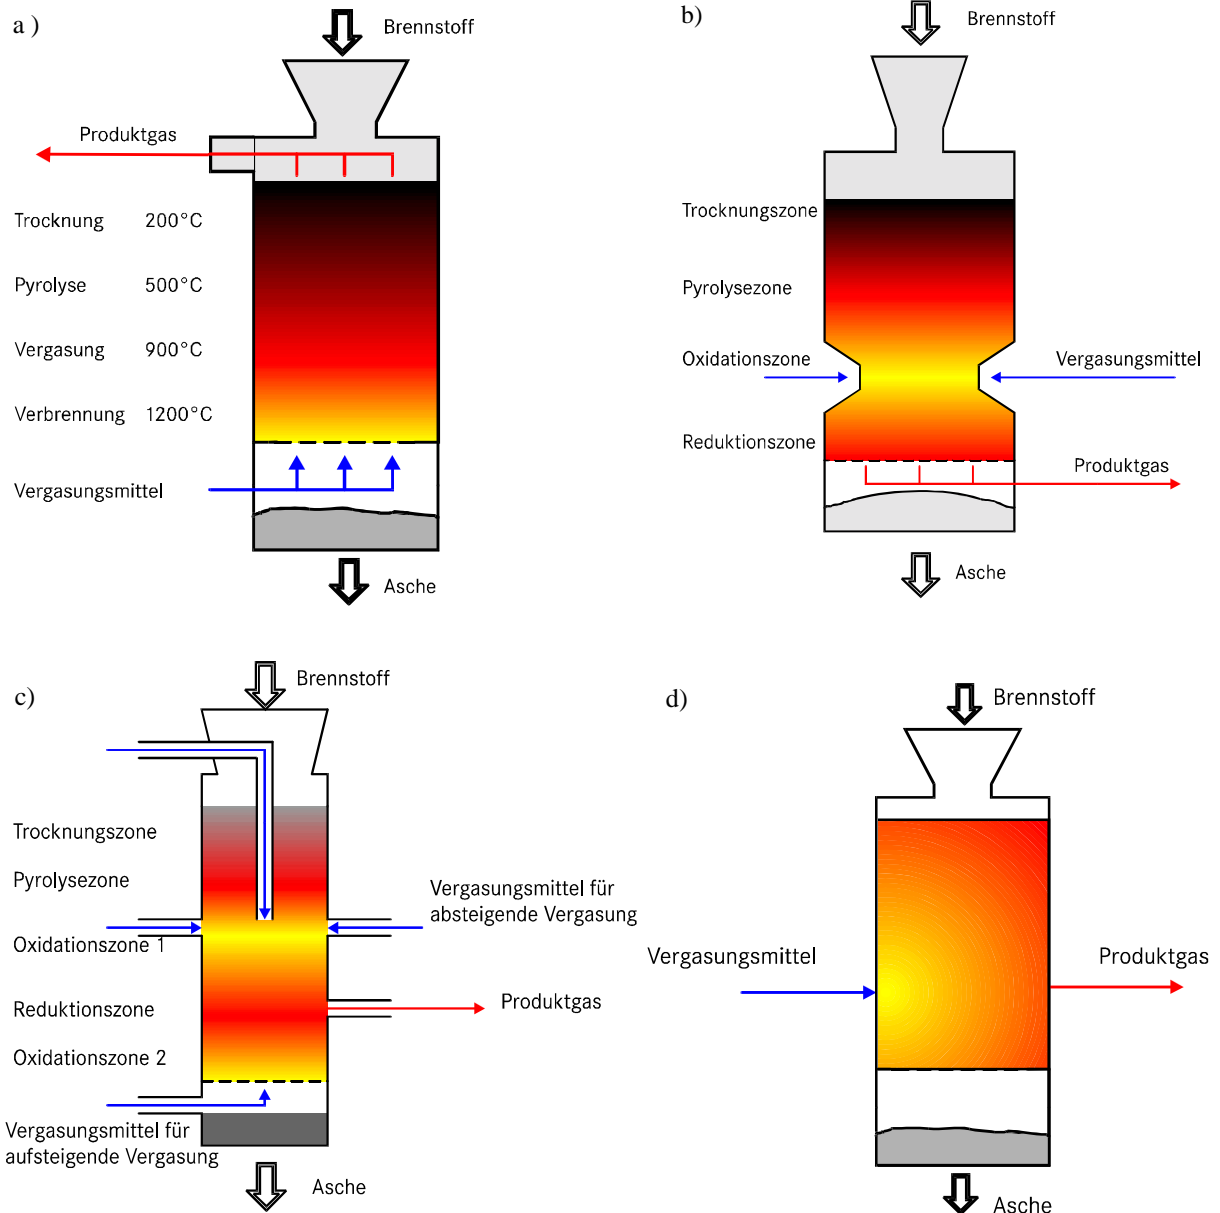 a )
Brennstoff
Produktgas
Trocknung 200°C
Pyrolyse 500°C
Vergasung 900°C
Verbrennung 1200°C
Vergasungsmittel
Asche
b)
Brennstoff
Trocknungszone
Pyrolysezone
Oxidationszone
Vergasungsmittel
Reduktionszone
Produktgas
Asche
c)
Brennstoff
Trocknungszone
Pyrolysezone
Vergasungsmittel für
absteigende Vergasung
Oxidationszone 1
Reduktionszone
Produktgas
Oxidationszone 2
Vergasungsmittel für
aufsteigende Vergasung
Asche
d)
Brennstoff
Vergasungsmittel
Produktgas
Asche